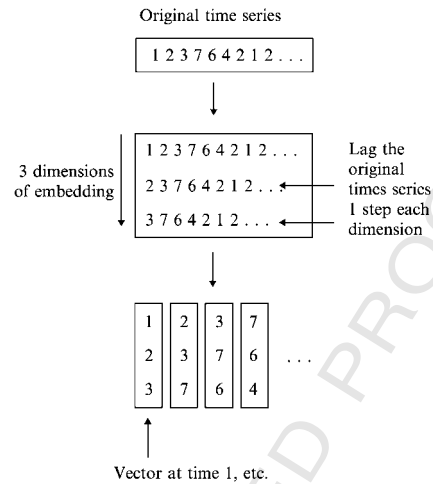 Original time series
1 2 3 7 6 4 2 1 2 . . .
3 dimensions
of embedding
1 2 3 7 6 4 2 1 2 . . .
2 3 7 6 4 2 1 2 . . .
3 7 6 4 2 1 2 . . .
Lag the
original
times series
1 step each
dimension
1 2 3 7
2 3 7 6 . . .
3 7 6 4
Vector at time 1, etc.
D PROO